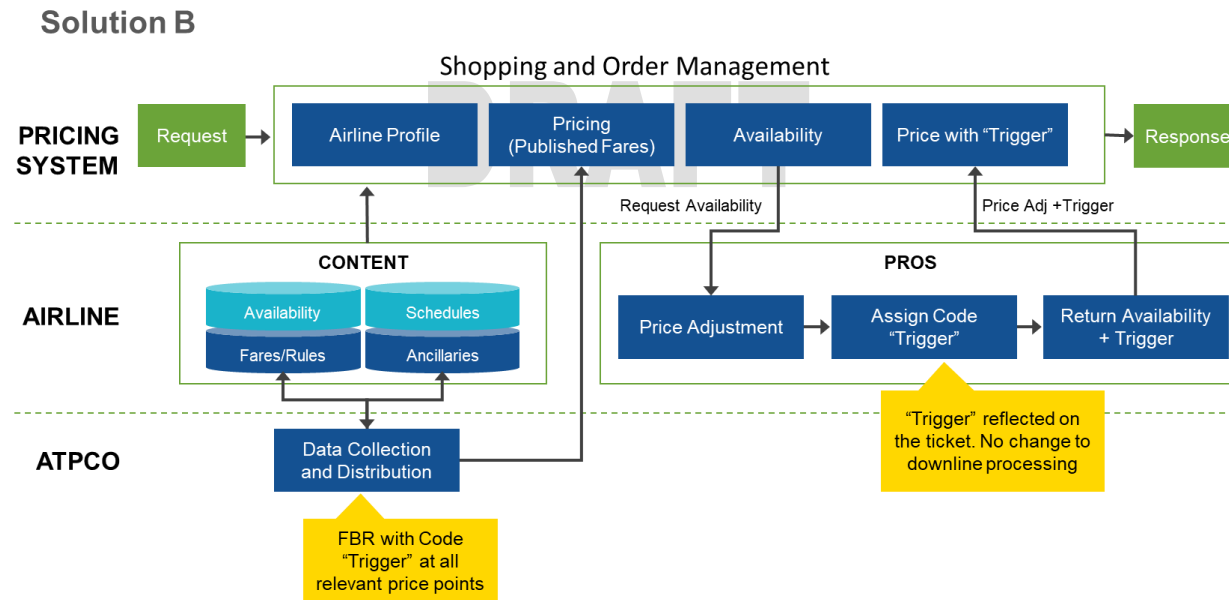 Solution B
Shopping and Order Management
DRAFT
PRICING
SYSTEM
Request
Airline Profile
Pricing
(Published Fares)
Availability
Price with “Trigger”
Response
Request Availability
Price Adj +Trigger
AIRLINE
CONTENT
Availability
Schedules
Fares/Rules
Ancillaries
PROS
Price Adjustment
Assign Code
“Trigger”
Return Availability
+ Trigger
ATPCO
Data Collection
and Distribution
“Trigger” reflected on
the ticket. No change to
downline processing
FBR with Code
“Trigger” at all
relevant price points